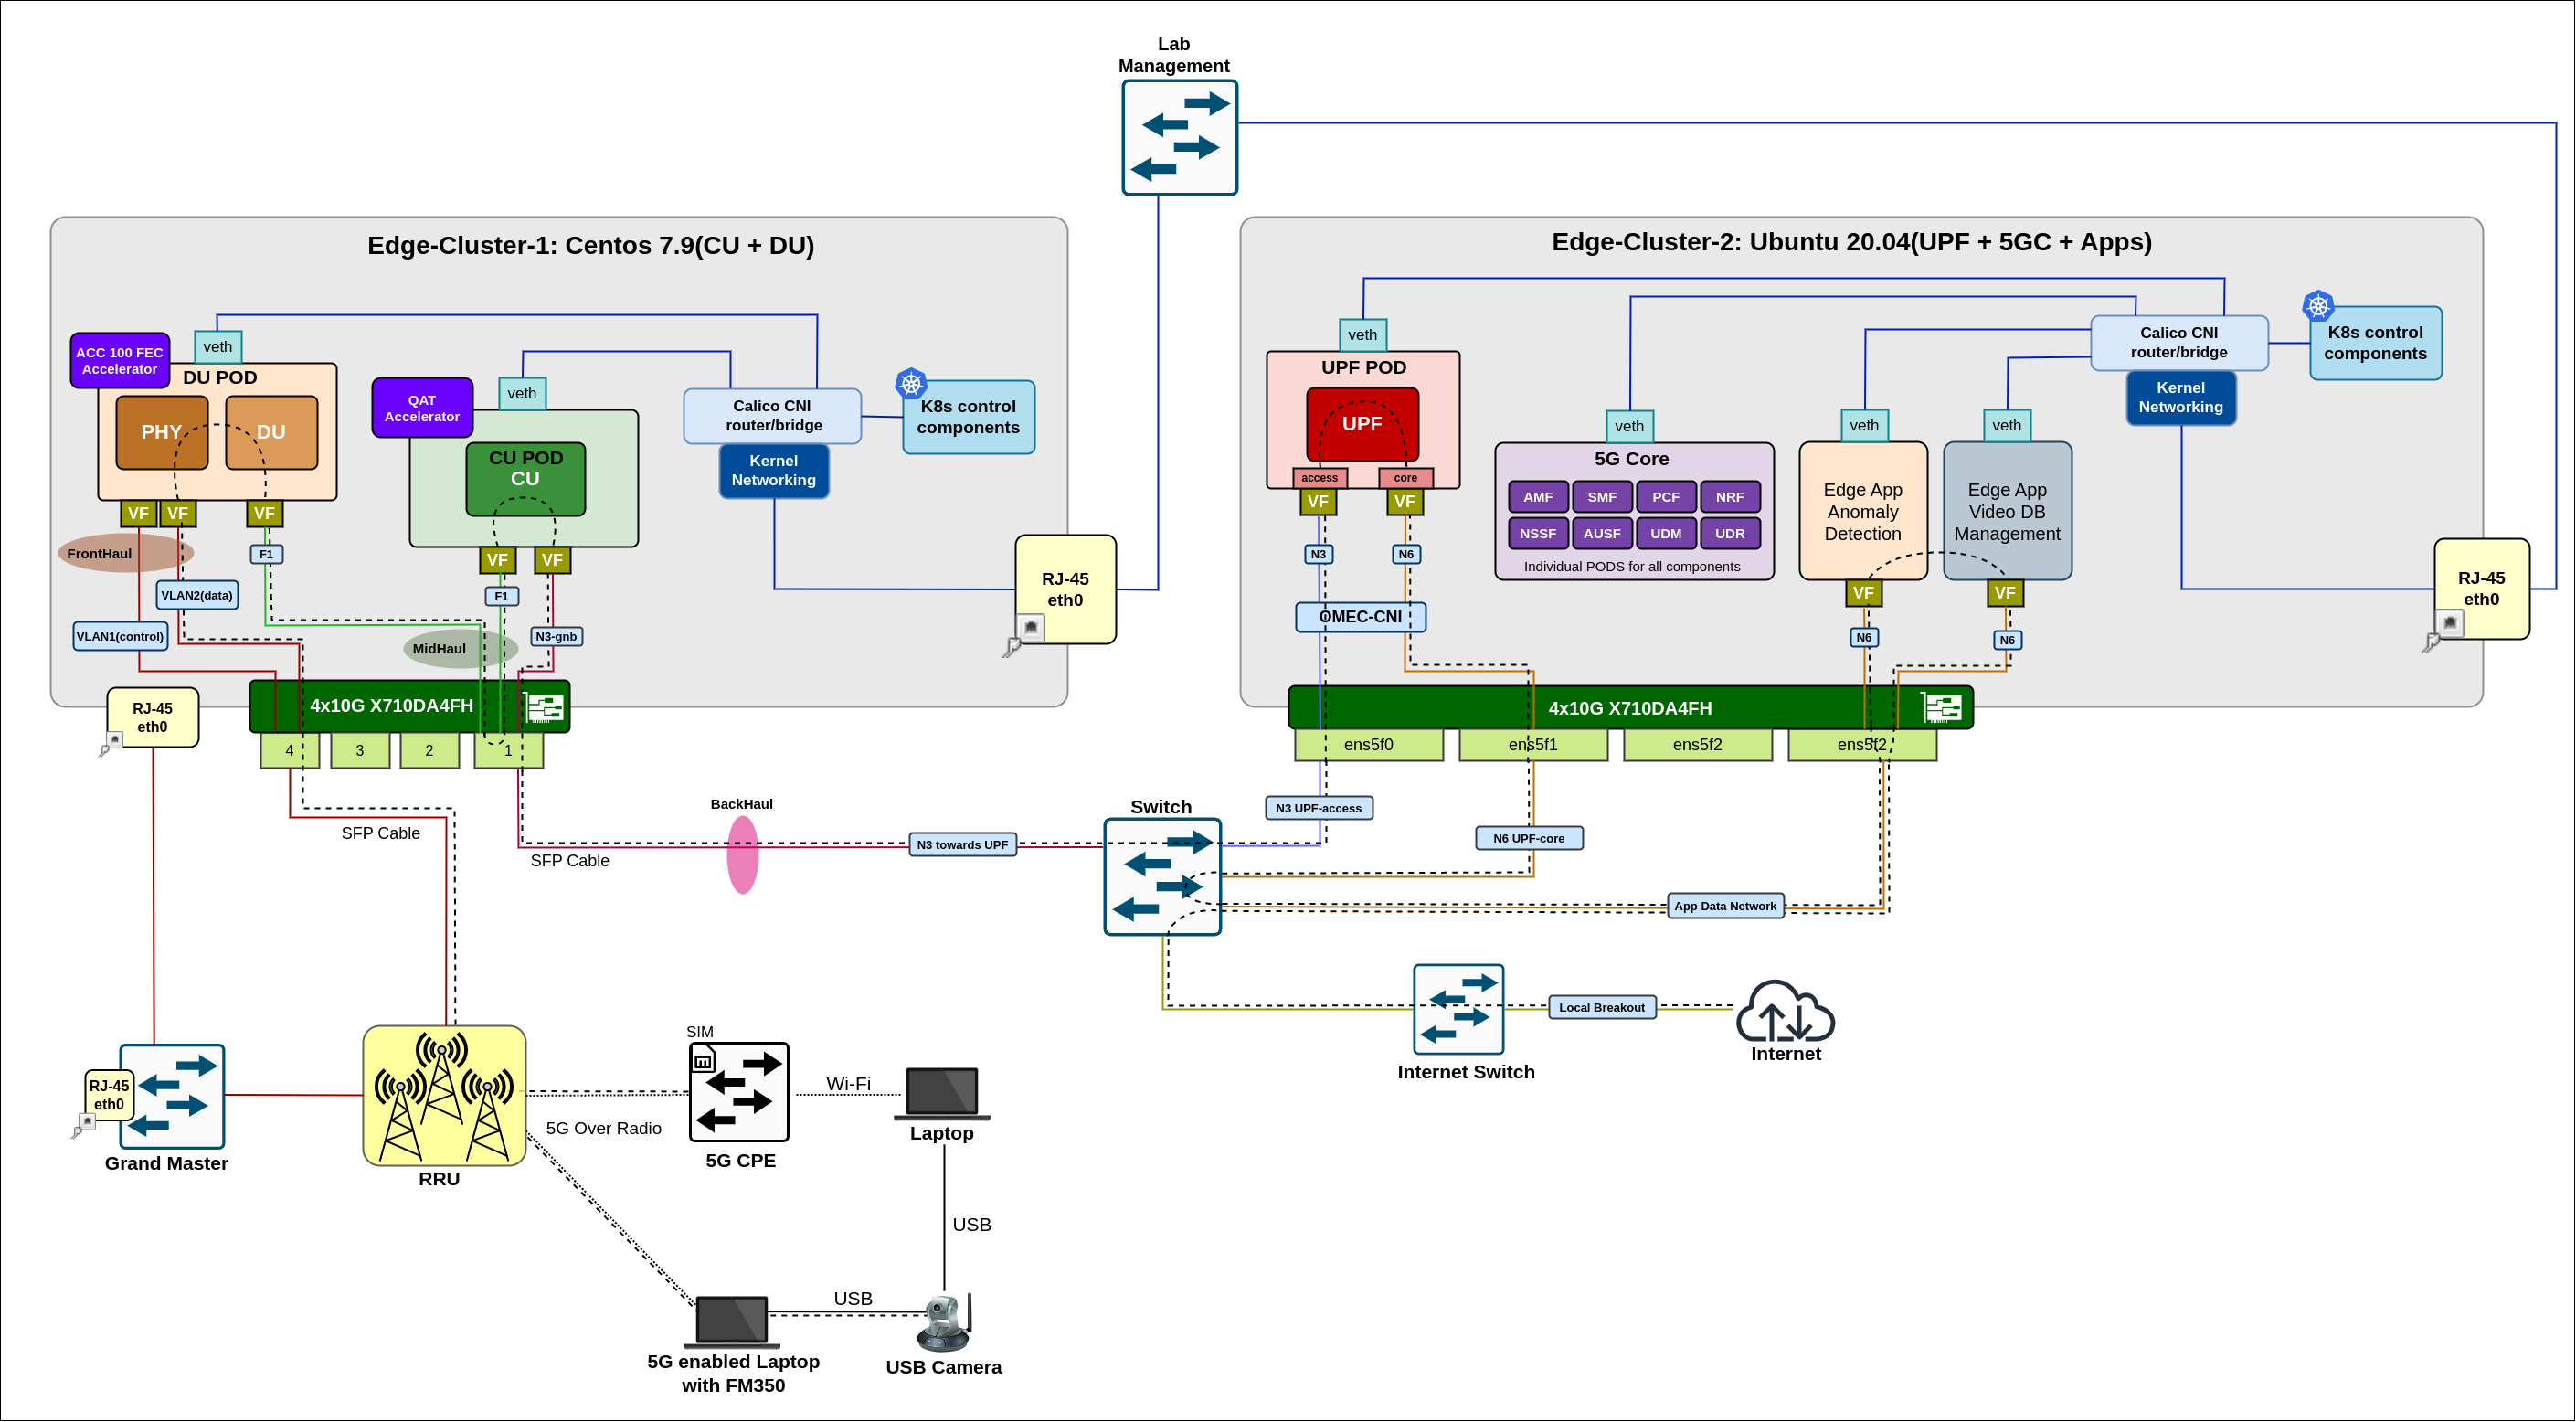 Lab
Management
Edge-Cluster-1: Centos 7.9(CU + DU)
ACC 100 FEC
Accelerator
veth
DU POD
PHY
DU
VF
VF
VF
FrontHaul
F1
VLAN2(data)
VLAN1(control)
QAT
Accelerator
veth
CU POD
CU
VF
VF
F1
N3-gnb
MidHaul
Calico CNI
router/bridge
Kernel
Networking
K8s control
components
RJ-45
eth0
RJ-45
eth0
4x10G X710DA4FH
4
3
2
1
Edge-Cluster-2: Ubuntu 20.04(UPF + 5GC + Apps)
veth
UPF POD
UPF
access
core
VF
VF
N3
N6
OMEC-CNI
veth
5G Core
AMF
SMF
PCF
NRF
NSSF
AUSF
UDM
UDR
Individual PODS for all components
veth
Edge App
Anomaly
Detection
VF
N6
veth
Edge App
Video DB
Management
VF
N6
Calico CNI
router/bridge
Kernel
Networking
K8s control
components
RJ-45
eth0
4x10G X710DA4FH
ens5f0
ens5f1
ens5f2
ens5f2
SFP Cable
SFP Cable
BackHaul
N3 towards UPF
Switch
N3 UPF-access
N6 UPF-core
App Data Network
Internet Switch
Local Breakout
Internet
RJ-45
eth0
Grand Master
RRU
SIM
5G CPE
5G Over Radio
Wi-Fi
Laptop
USB
USB
5G enabled Laptop
with FM350
USB Camera